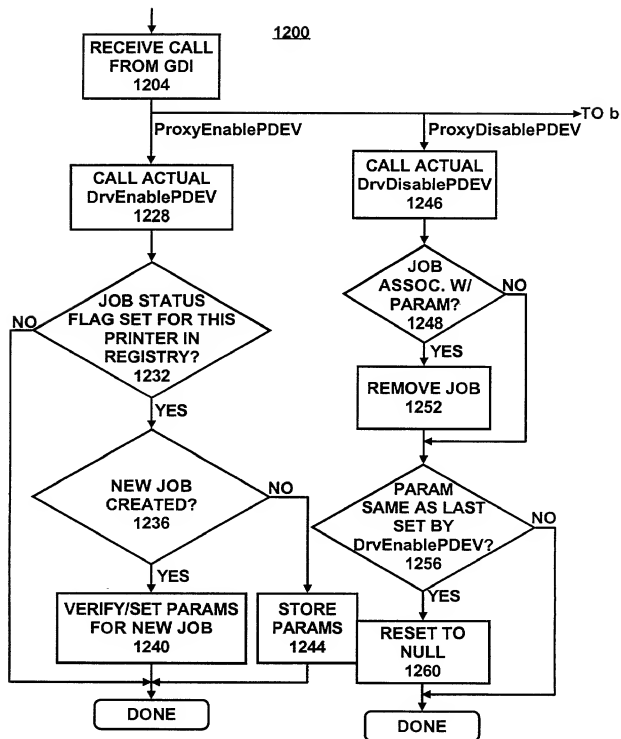 1200
RECEIVE CALL
FROM GDI
1204
TO b
ProxyEnablePDEV
ProxyDisablePDEV
CALL ACTUAL
DrvEnablePDEV
1228
JOB STATUS
FLAG SET FOR THIS
PRINTER IN
REGISTRY?
1232
NO
YES
NEW JOB
CREATED?
1236
NO
YES
VERIFY/SET PARAMS
FOR NEW JOB
1240
STORE
PARAMS
1244
DONE
CALL ACTUAL
DrvDisablePDEV
1246
JOB
ASSOC. W/
PARAM?
1248
NO
YES
REMOVE JOB
1252
PARAM
SAME AS LAST
SET BY
DrvEnablePDEV?
1256
NO
YES
RESET TO
NULL
1260
DONE